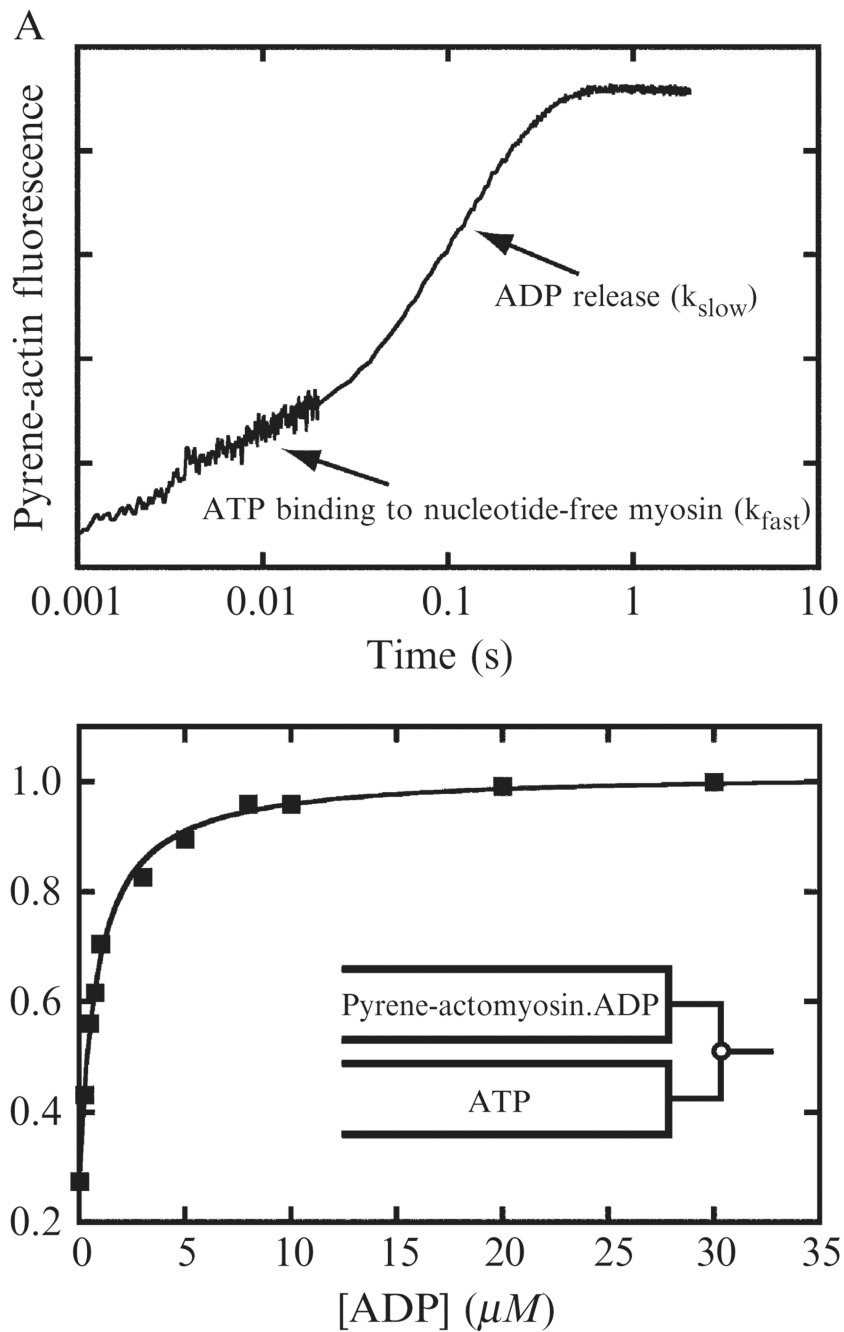 A
Pyrene-actin fluorescence
ADP release (kslow)
ATP binding to nucleotide-free myosin (kfast)
0.001 0.01 0.1 1 10
Time (s)
1.0
0.8
0.6
0.4
0.2
Pyrene-actomyosin.ADP
ATP
0 5 10 15 20 25 30 35
[ADP] (μM)